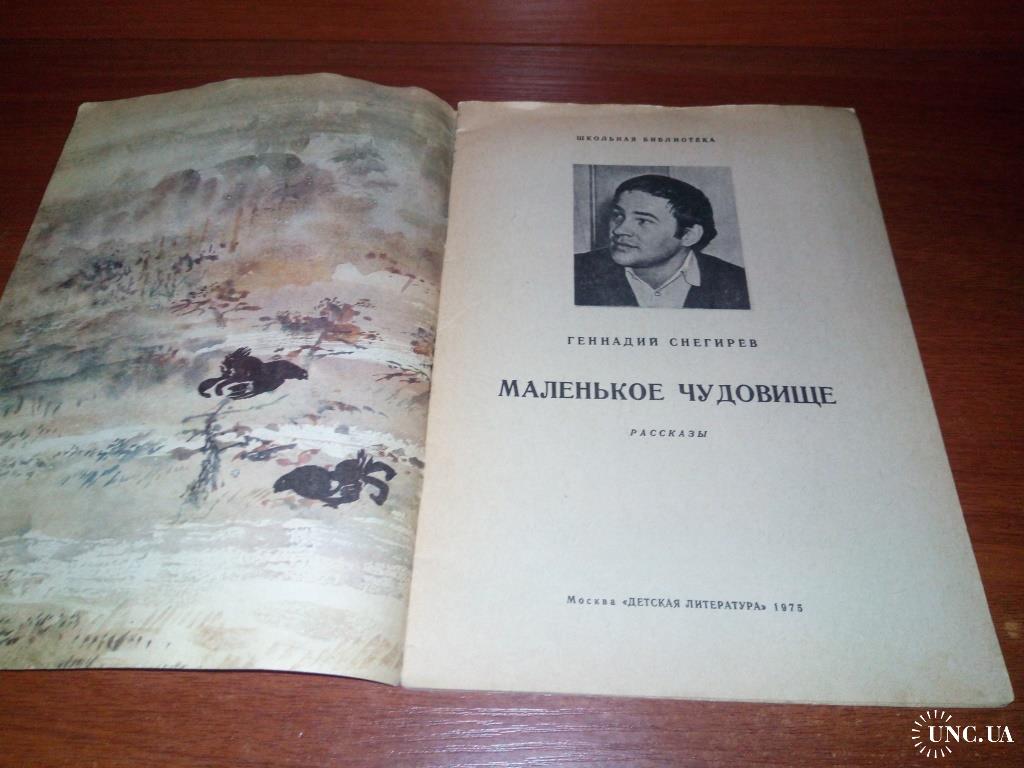 ШКОЛЬНАЯ БИБЛИОТЕКА
ГЕННАДИЙ СНЕГИРЕВ
МАЛЕНЬКОЕ ЧУДОВИЩЕ
РАССКАЗЫ
Москва «ДЕТСКАЯ ЛИТЕРАТУРА» 1975
UNC.UA